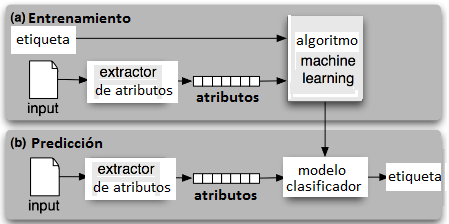 (a) Entrenamiento
etiqueta
algoritmo
machine
learning
extractor
de atributos
input
atributos
(b) Predicción
extractor
de atributos
modelo
clasificador
etiqueta
input
atributos